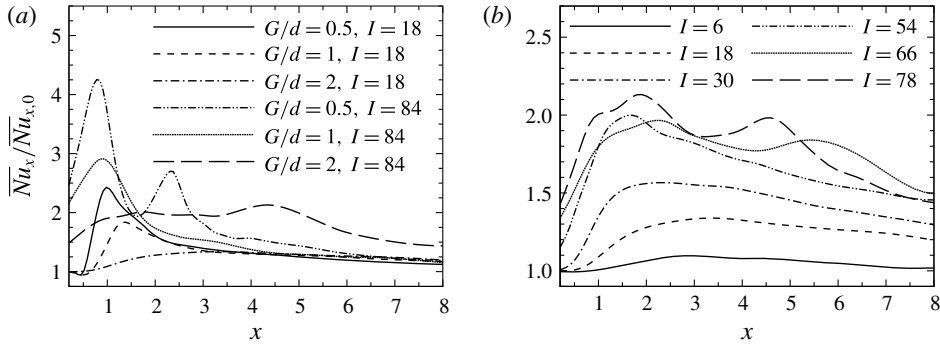 (a)
G/d = 0.5, I = 18
G/d = 1, I = 18
G/d = 2, I = 18
G/d = 0.5, I = 84
G/d = 1, I = 84
G/d = 2, I = 84
5
4
3
2
1
Nu_x/Nu_{x,0}
1 2 3 4 5 6 7 8
x
(b)
I = 6 I = 54
I = 18 I = 66
I = 30 I = 78
2.5
2.0
1.5
1.0
1 2 3 4 5 6 7 8
x